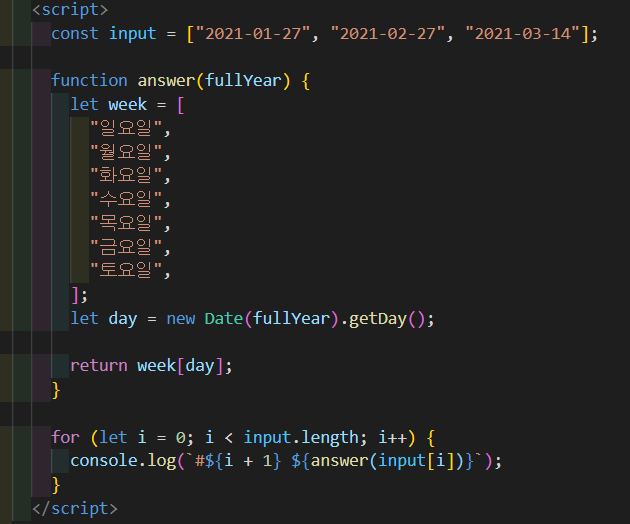 <script>
const input = ["2021-01-27", "2021-02-27", "2021-03-14"];
function answer(fullYear) {
let week = [
"일요일",
"월요일",
"화요일",
"수요일",
"목요일",
"금요일",
"토요일",
];
let day = new Date(fullYear).getDay();
return week[day];
}
for (let i = 0; i < input.length; i++) {
console.log(`#${i + 1} ${answer(input[i])}`);
}
</script>